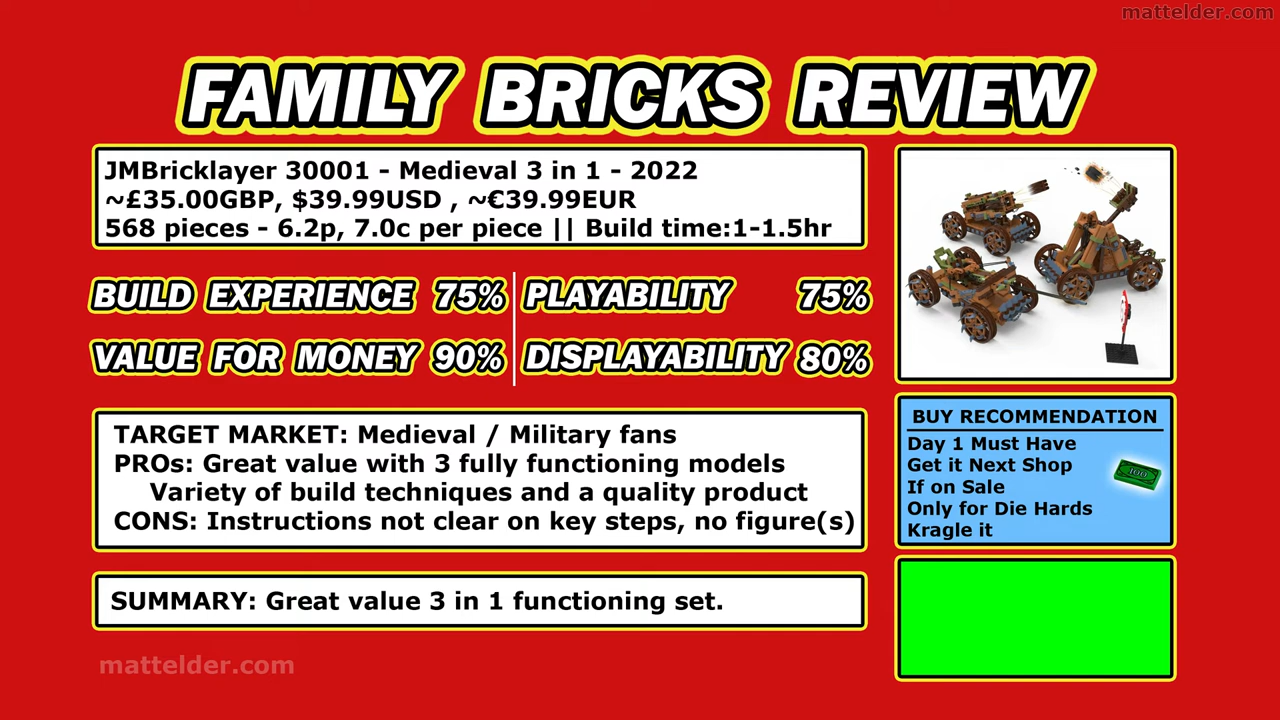 mattelder.com
FAMILY BRICKS REVIEW
JMBricklayer 30001 - Medieval 3 in 1 - 2022
~£35.00GBP, $39.99USD , ~€39.99EUR
568 pieces - 6.2p, 7.0c per piece || Build time:1-1.5hr
BUILD EXPERIENCE 75%
PLAYABILITY 75%
VALUE FOR MONEY 90%
DISPLAYABILITY 80%
TARGET MARKET: Medieval / Military fans
PROs: Great value with 3 fully functioning models
Variety of build techniques and a quality product
CONS: Instructions not clear on key steps, no figure(s)
BUY RECOMMENDATION
Day 1 Must Have
Get it Next Shop
If on Sale
Only for Die Hards
Kragle it
100
SUMMARY: Great value 3 in 1 functioning set.
mattelder.com